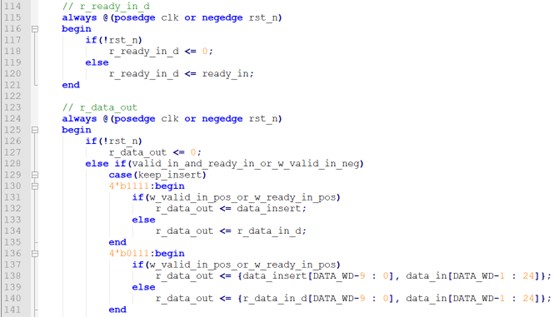 114 // r_ready_in_d
115 always @(posedge clk or negedge rst_n)
116 begin
117 if(!rst_n)
118 r_ready_in_d <= 0;
119 else
120 r_ready_in_d <= ready_in;
121 end
122
123 // r_data_out
124 always @(posedge clk or negedge rst_n)
125 begin
126 if(!rst_n)
127 r_data_out <= 0;
128 else if(valid_in_and_ready_in_or_w_valid_in_neg)
129 case(keep_insert)
130 4'b1111:begin
131 if(w_valid_in_pos_or_w_ready_in_pos)
132 r_data_out <= data_insert;
133 else
134 r_data_out <= r_data_in_d;
135 end
136 4'b0111:begin
137 if(w_valid_in_pos_or_w_ready_in_pos)
138 r_data_out <= {data_insert[DATA_WD-9 : 0], data_in[DATA_WD-1 : 24]};
139 else
140 r_data_out <= {r_data_in_d[DATA_WD-9 : 0], data_in[DATA_WD-1 : 24]};
141 end